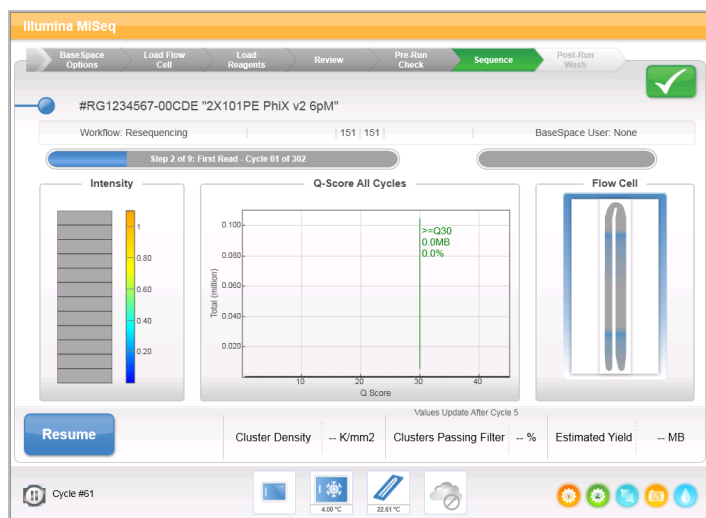 Illumina MiSeq
BaseSpace Options
Load Flow Cell
Load Reagents
Review
Pre-Run Check
Sequence
Post-Run Wash
#RG1234567-00CDE "2X101PE PhiX v2 6pM"
Workflow: Resequencing
151 151
BaseSpace User: None
Step 2 of 9: First Read - Cycle 61 of 302
Intensity
1
0.80
0.60
0.40
0.20
Q-Score All Cycles
Total (million)
0.100
0.080
0.060
0.040
0.020
>=Q30
0.0MB
0.0%
10 20 30 40
Q Score
Flow Cell
Values Update After Cycle 5
Resume
Cluster Density -- K/mm2
Clusters Passing Filter -- %
Estimated Yield -- MB
Cycle #61
4.00 °C
22.61 °C